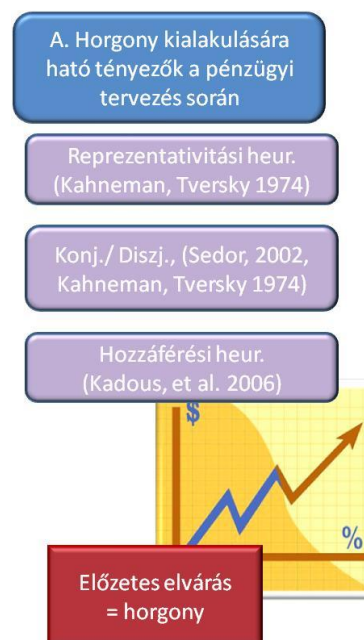 A. Horgony kialakulására
ható tényezők a pénzügyi
tervezés során
Reprezentativitási heur.
(Kahneman, Tversky 1974)
Konj./ Diszj., (Sedor, 2002,
Kahneman, Tversky 1974)
Hozzáférési heur.
(Kadous, et al. 2006)
$
%
Előzetes elvárás
= horgony